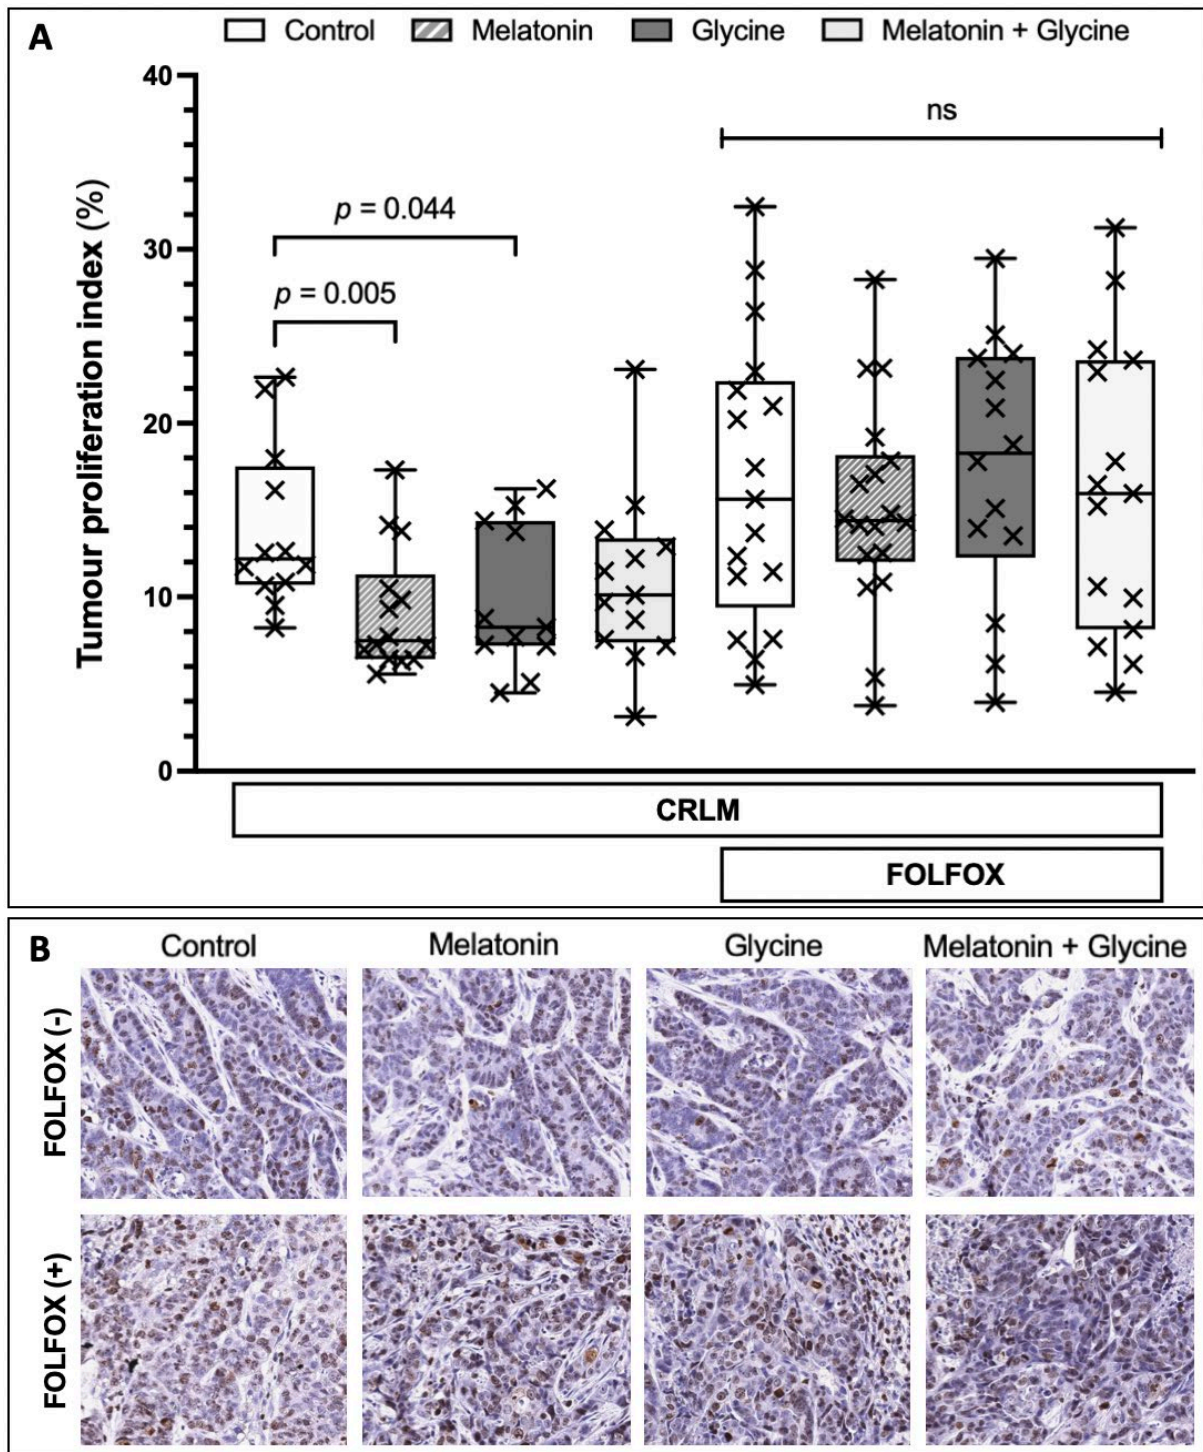 A
Control Melatonin Glycine Melatonin + Glycine
40
ns
p = 0.044
30
p = 0.005
20
10
0
Tumour proliferation index (%)
CRLM
FOLFOX
B
Control Melatonin Glycine Melatonin + Glycine
FOLFOX (-)
FOLFOX (+)